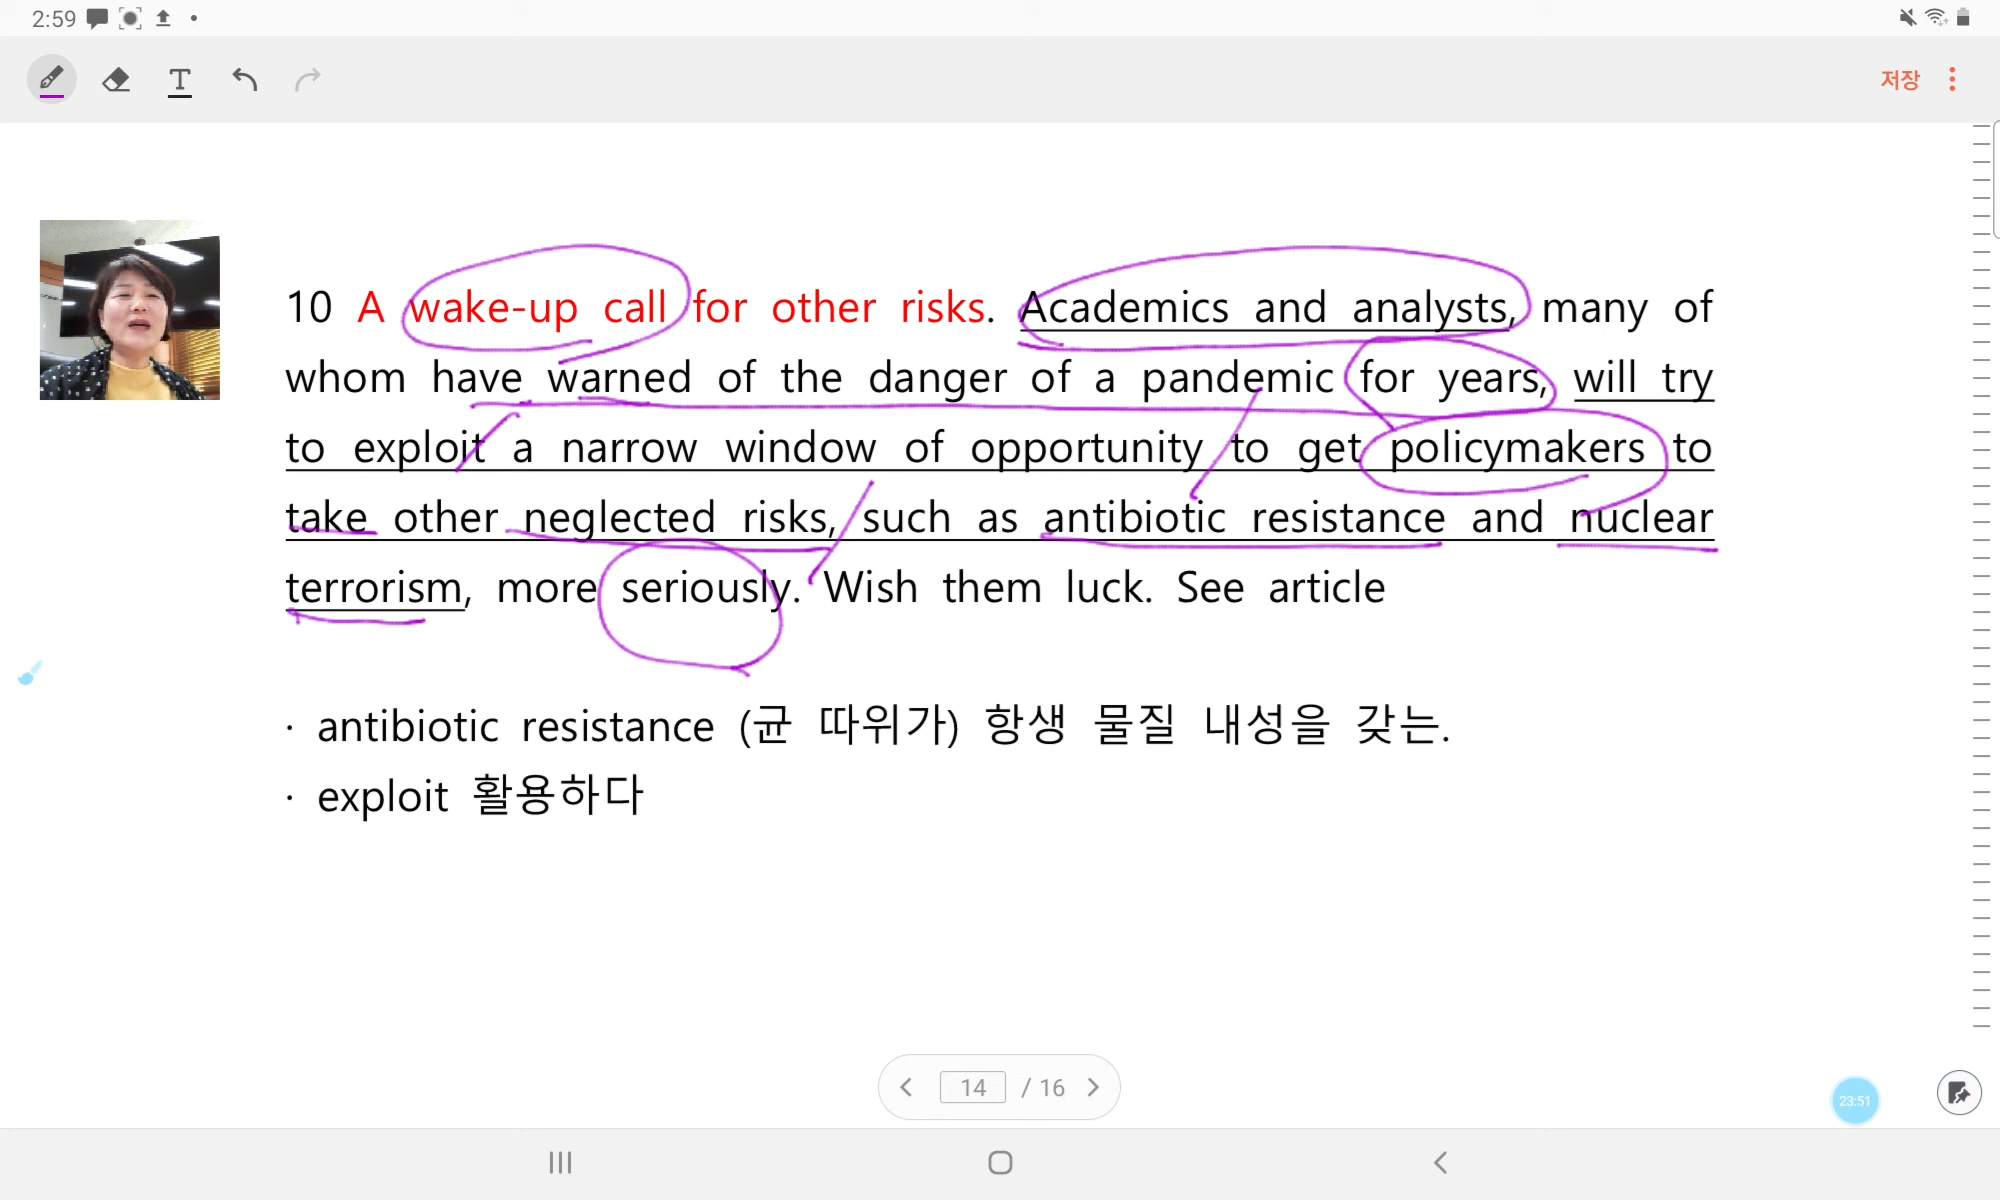 2:59
저장
10 A wake-up call for other risks. Academics and analysts, many of
whom have warned of the danger of a pandemic for years, will try
to exploit a narrow window of opportunity to get policymakers to
take other neglected risks, such as antibiotic resistance and nuclear
terrorism, more seriously. Wish them luck. See article
· antibiotic resistance (균 따위가) 항생 물질 내성을 갖는.
· exploit 활용하다
14 / 16
23:51